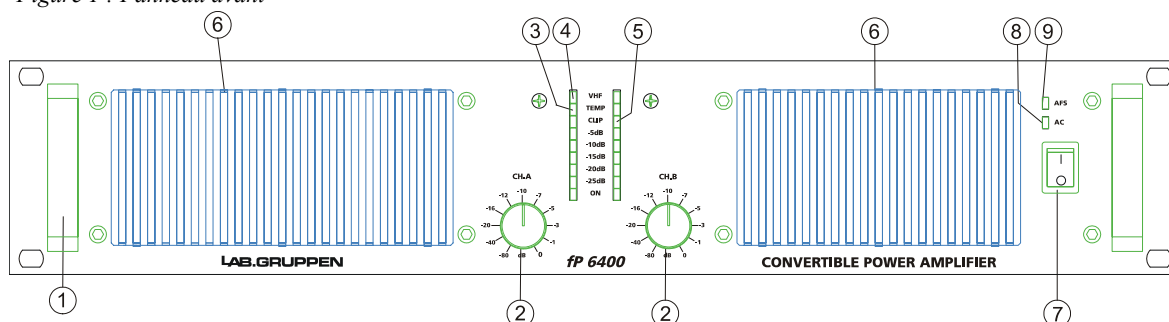 Figure 1 : Panneau avant
6 3 4 5 6 8 9
VHF
TEMP
CLIP
-5dB
-10dB
-15dB
-20dB
-25dB
ON
AFS
AC
I
O
CH.A
-80 -40 -20 -16 -12 -10 -7 -5 -3 -1 0
dB
CH.B
-80 -40 -20 -16 -12 -10 -7 -5 -3 -1 0
dB
LAB.GRUPPEN
fP 6400
CONVERTIBLE POWER AMPLIFIER
1 2 2 7